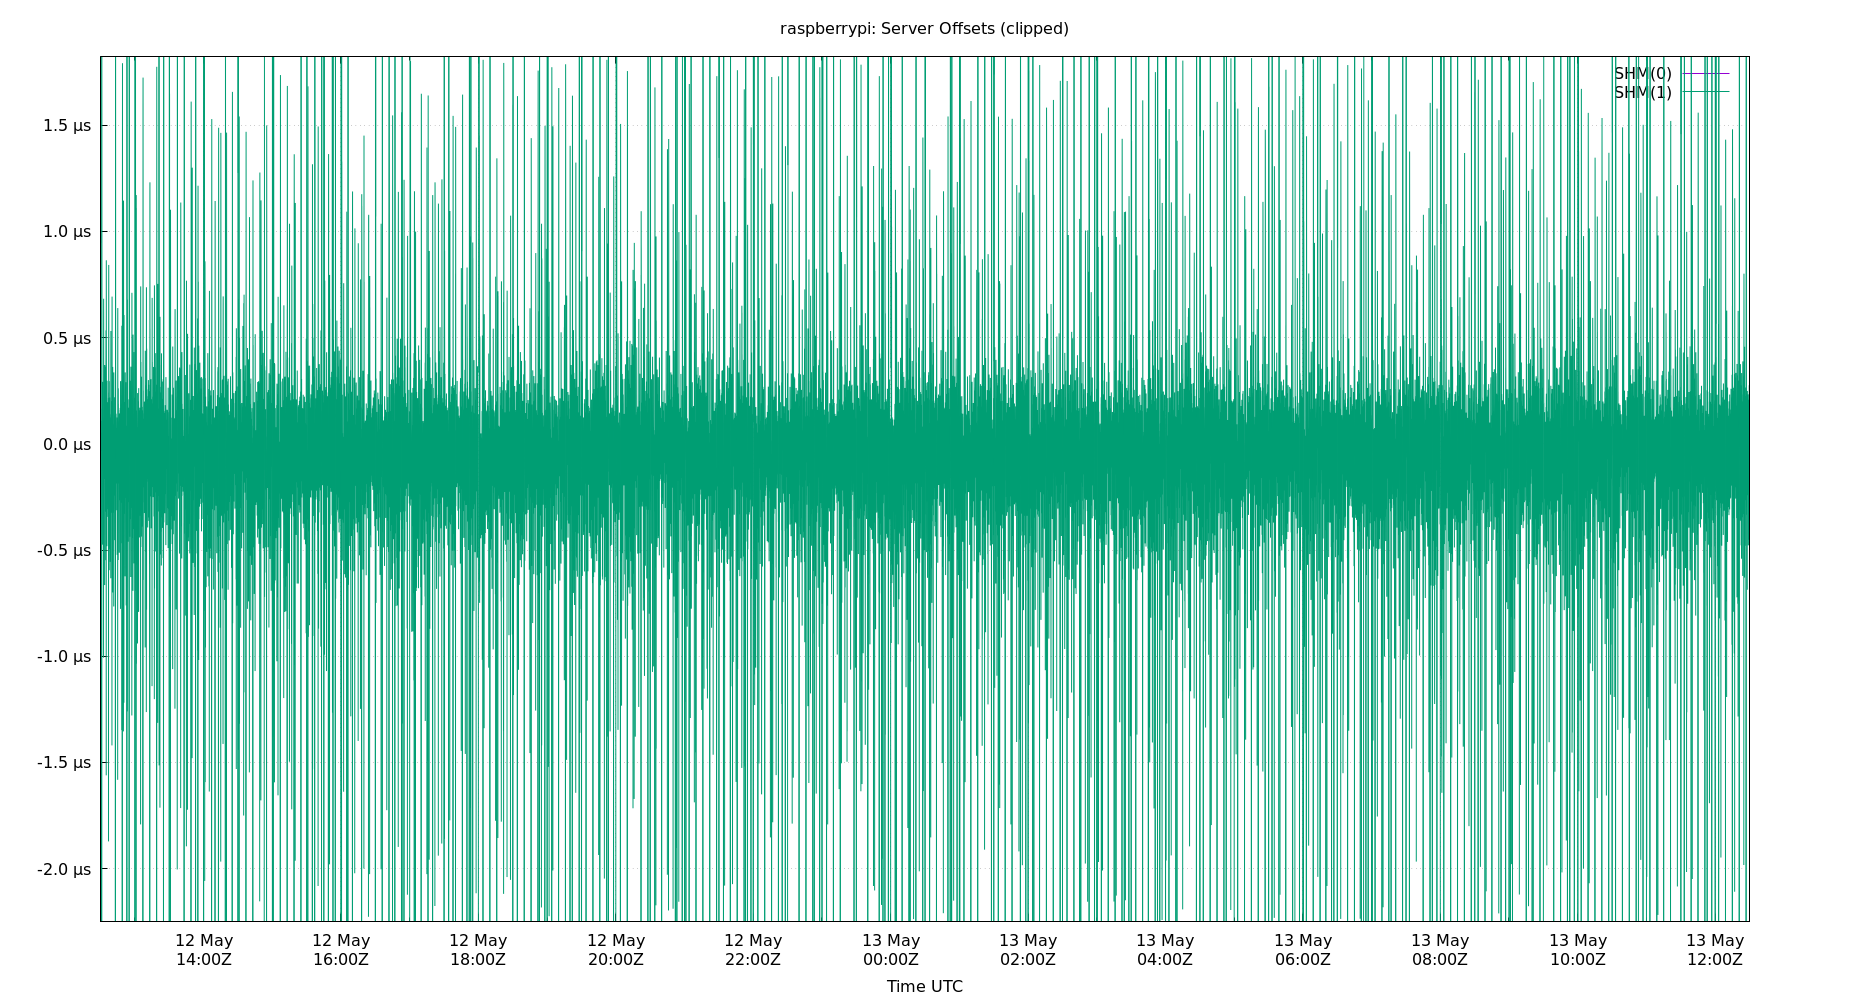 raspberrypi: Server Offsets (clipped)
SHM(0)
SHM(1)
1.5 µs
1.0 µs
0.5 µs
0.0 µs
-0.5 µs
-1.0 µs
-1.5 µs
-2.0 µs
12 May 12 May 12 May 12 May 12 May 13 May 13 May 13 May 13 May 13 May 13 May 13 May
14:00Z 16:00Z 18:00Z 20:00Z 22:00Z 00:00Z 02:00Z 04:00Z 06:00Z 08:00Z 10:00Z 12:00Z
Time UTC